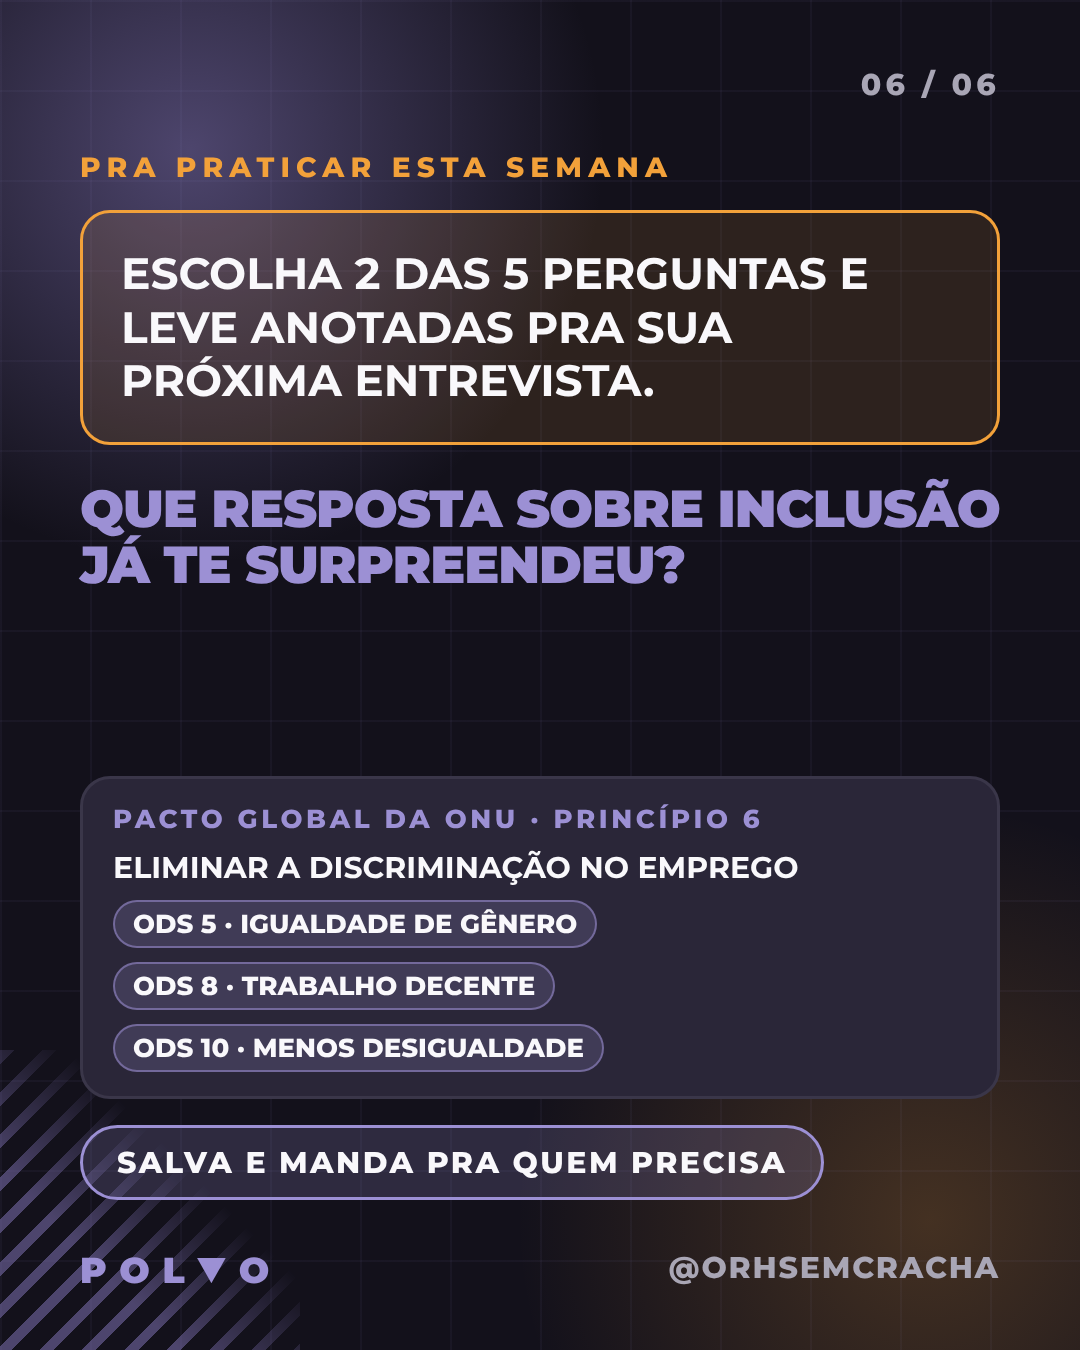 06 / 06
PRA PRATICAR ESTA SEMANA
ESCOLHA 2 DAS 5 PERGUNTAS E
LEVE ANOTADAS PRA SUA
PRÓXIMA ENTREVISTA.
QUE RESPOSTA SOBRE INCLUSÃO
JÁ TE SURPREENDEU?
PACTO GLOBAL DA ONU · PRINCÍPIO 6
ELIMINAR A DISCRIMINAÇÃO NO EMPREGO
ODS 5 · IGUALDADE DE GÊNERO
ODS 8 · TRABALHO DECENTE
ODS 10 · MENOS DESIGUALDADE
SALVA E MANDA PRA QUEM PRECISA
POL▼O
@ORHSEMCRACHA